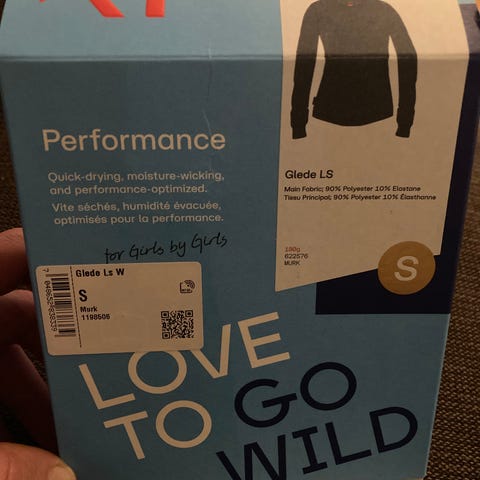 Performance
Quick-drying, moisture-wicking,
and performance-optimized.
Vite séchés, humidité évacuée,
optimisés pour la performance.
for Girls by Girls
Glede LS
Main Fabric; 90% Polyester 10% Elastane
Tissu Principal; 90% Polyester 10% Élasthanne
180g
622576
MURK
S
Glede Ls W
S
Murk
1198506
LOVE
TO GO
WILD